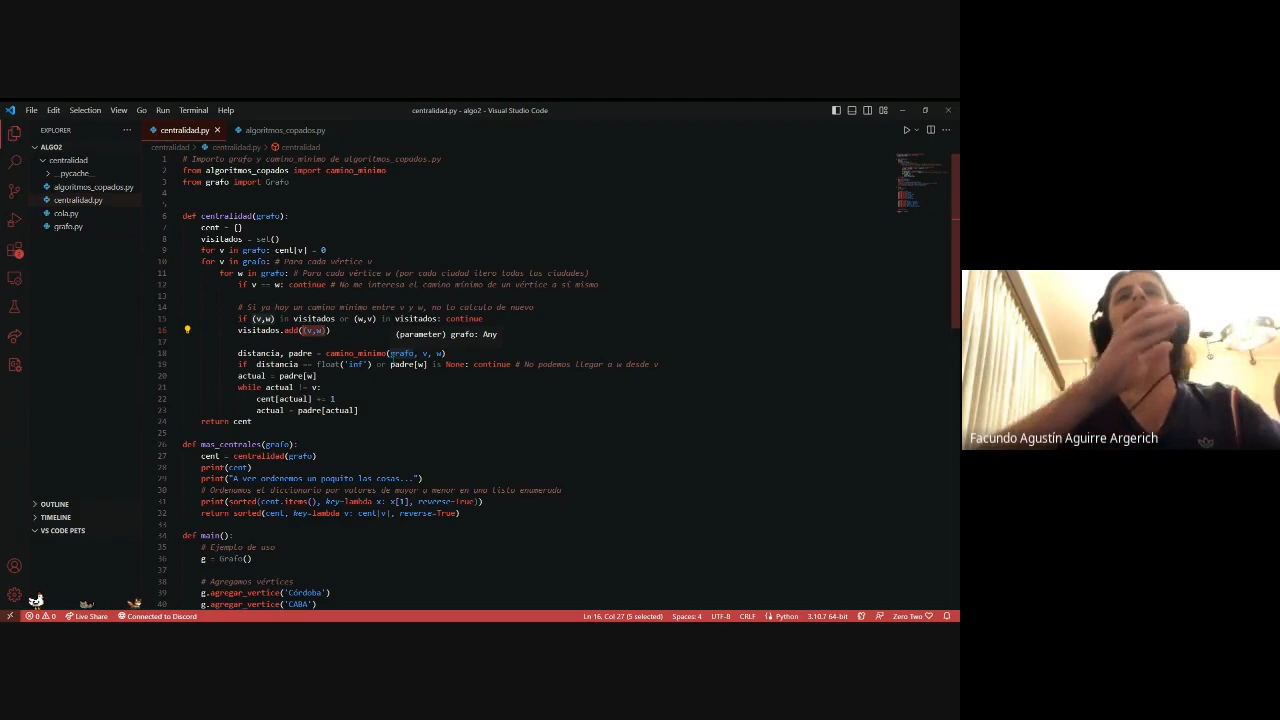 File Edit Selection View Go Run Terminal Help
centralidad.py - algo2 - Visual Studio Code
EXPLORER
ALGO2
centralidad
__pycache__
algoritmos_copados.py
centralidad.py
cola.py
grafo.py
OUTLINE
TIMELINE
VS CODE PETS
centralidad.py
algoritmos_copados.py
centralidad > centralidad.py > centralidad
1 # Importo grafo y camino_minimo de algoritmos_copados.py
2 from algoritmos_copados import camino_minimo
3 from grafo import Grafo
4
5
6 def centralidad(grafo):
7 cent = {}
8 visitados = set()
9 for v in grafo: cent[v] = 0
10 for v in grafo: # Para cada vértice v
11 for w in grafo: # Para cada vértice w (por cada ciudad itero todas las ciudades)
12 if v == w: continue # No me interesa el camino mínimo de un vértice a sí mismo
13
14 # Si ya hay un camino mínimo entre v y w, no lo calculo de nuevo
15 if (v,w) in visitados or (w,v) in visitados: continue
16 visitados.add((v,w))
(parameter) grafo: Any
17
18 distancia, padre = camino_minimo(grafo, v, w)
19 if distancia == float('inf') or padre[w] is None: continue # No podemos llegar a w desde v
20 actual = padre[w]
21 while actual != v:
22 cent[actual] += 1
23 actual = padre[actual]
24 return cent
25
26 def mas_centrales(grafo):
27 cent = centralidad(grafo)
28 print(cent)
29 print("A ver ordenemos un poquito las cosas...")
30 # Ordenamos el diccionario por valores de mayor a menor en una lista enumerada
31 print(sorted(cent.items(), key=lambda x: x[1], reverse=True))
32 return sorted(cent, key=lambda v: cent[v], reverse=True)
33
34 def main():
35 # Ejemplo de uso
36 g = Grafo()
37
38 # Agregamos vértices
39 g.agregar_vertice('Córdoba')
40 g.agregar_vertice('CABA')
0 0 Live Share Connected to Discord
Ln 16, Col 27 (5 selected) Spaces: 4 UTF-8 CRLF Python 3.10.7 64-bit Zero Two
Facundo Agustín Aguirre Argerich